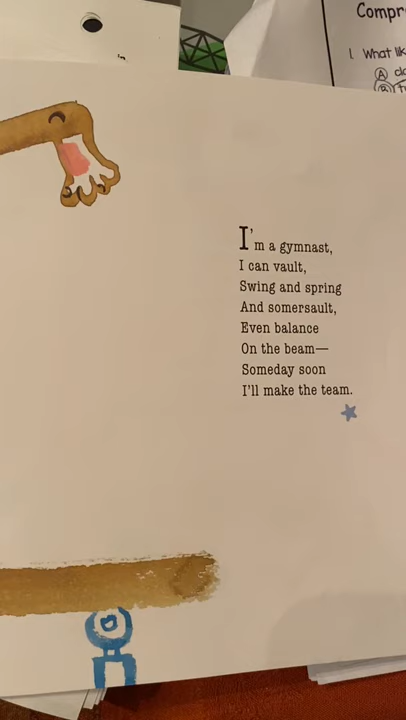 Compr
1. What lik
A
B
I'm a gymnast,
I can vault,
Swing and spring
And somersault,
Even balance
On the beam—
Someday soon
I'll make the team.